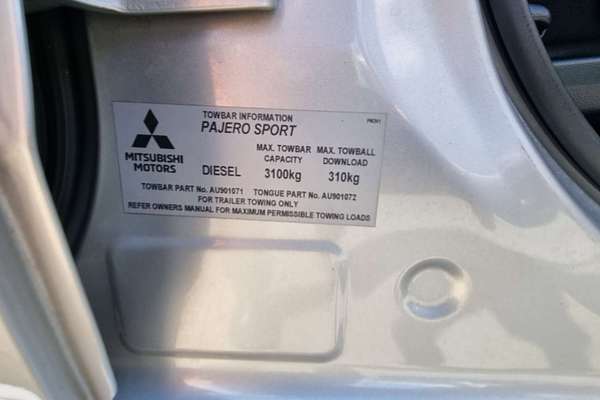 TOWBAR INFORMATION
PAJERO SPORT
MITSUBISHI
MOTORS
MAX. TOWBAR CAPACITY
MAX. TOWBALL DOWNLOAD
DIESEL 3100kg 310kg
TOWBAR PART No. AU901071 TONGUE PART No. AU901072
FOR TRAILER TOWING ONLY
REFER OWNERS MANUAL FOR MAXIMUM PERMISSIBLE TOWING LOADS